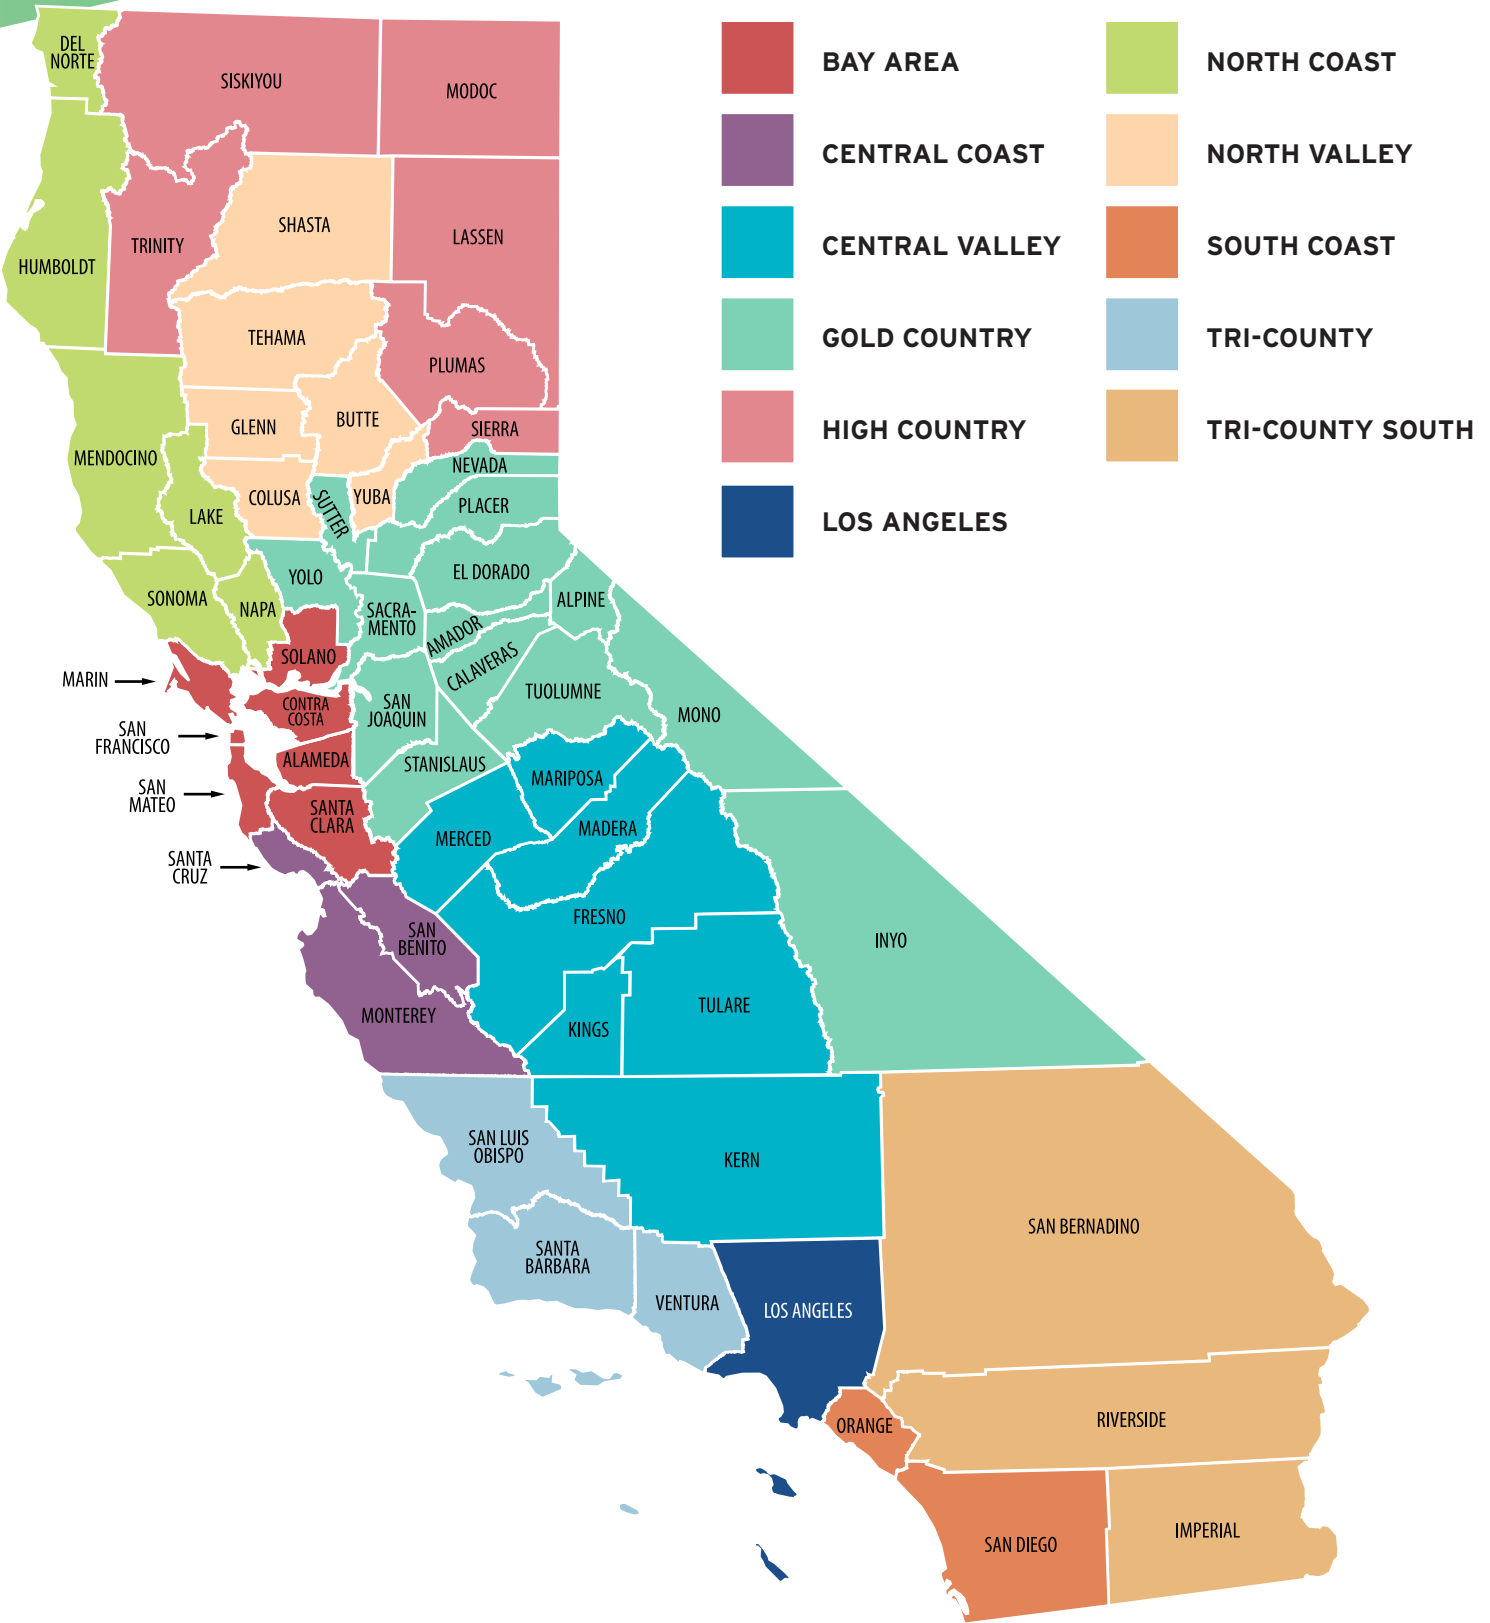 BAY AREA
CENTRAL COAST
CENTRAL VALLEY
GOLD COUNTRY
HIGH COUNTRY
LOS ANGELES
NORTH COAST
NORTH VALLEY
SOUTH COAST
TRI-COUNTY
TRI-COUNTY SOUTH
DEL
NORTE
SISKIYOU
MODOC
HUMBOLDT
TRINITY
SHASTA
LASSEN
TEHAMA
PLUMAS
GLENN
BUTTE
SIERRA
MENDOCINO
NEVADA
COLUSA
SUTTER
YUBA
PLACER
LAKE
YOLO
EL DORADO
SONOMA
NAPA
SACRA-
MENTO
ALPINE
AMADOR
SOLANO
CALAVERAS
MARIN
TUOLUMNE
CONTRA
COSTA
SAN
JOAQUIN
MONO
SAN
FRANCISCO
ALAMEDA
STANISLAUS
MARIPOSA
SAN
MATEO
SANTA
CLARA
MERCED
MADERA
SANTA
CRUZ
FRESNO
SAN
BENITO
INYO
MONTEREY
KINGS
TULARE
SAN LUIS
OBISPO
KERN
SAN BERNADINO
SANTA
BARBARA
VENTURA
LOS ANGELES
ORANGE
RIVERSIDE
SAN DIEGO
IMPERIAL